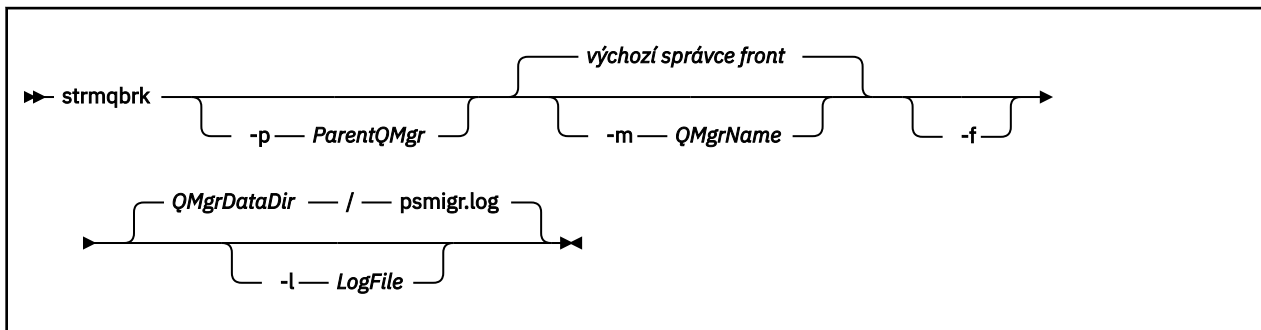 výchozí správce front
strmqbrk
-p ParentQMgr
-m QMgrName
-f
QMgrDataDir / psmigr.log
-l LogFile